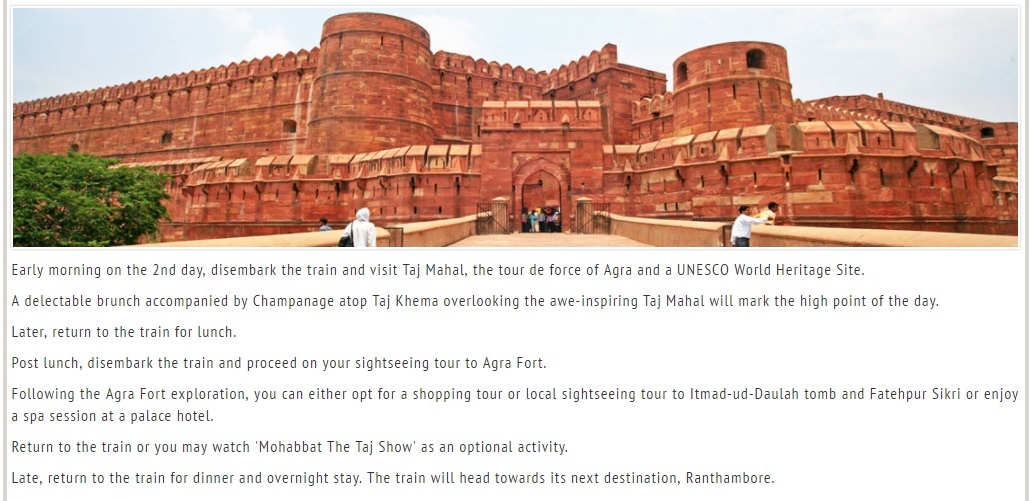 Early morning on the 2nd day, disembark the train and visit Taj Mahal, the tour de force of Agra and a UNESCO World Heritage Site.
A delectable brunch accompanied by Champanage atop Taj Khema overlooking the awe-inspiring Taj Mahal will mark the high point of the day.
Later, return to the train for lunch.
Post lunch, disembark the train and proceed on your sightseeing tour to Agra Fort.
Following the Agra Fort exploration, you can either opt for a shopping tour or local sightseeing tour to Itmad-ud-Daulah tomb and Fatehpur Sikri or enjoy
a spa session at a palace hotel.
Return to the train or you may watch 'Mohabbat The Taj Show' as an optional activity.
Late, return to the train for dinner and overnight stay. The train will head towards its next destination, Ranthambore.